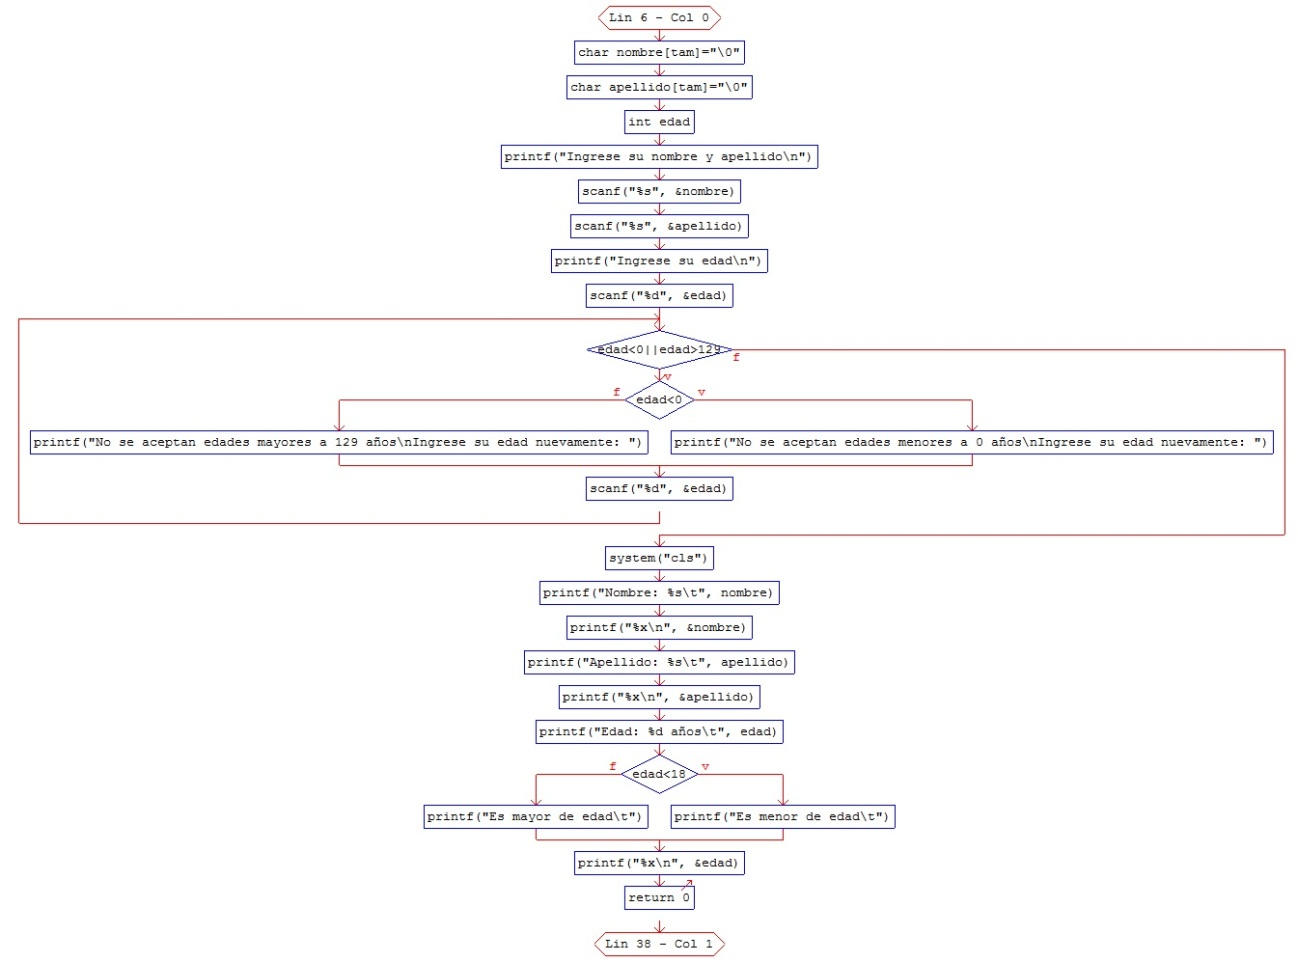 Lin 6 - Col 0
char nombre[tam]="\0"
char apellido[tam]="\0"
int edad
printf("Ingrese su nombre y apellido\n")
scanf("%s", &nombre)
scanf("%s", &apellido)
printf("Ingrese su edad\n")
scanf("%d", &edad)
edad<0||edad>129
f
v
f
edad<0
v
printf("No se aceptan edades mayores a 129 años\nIngrese su edad nuevamente: ")
printf("No se aceptan edades menores a 0 años\nIngrese su edad nuevamente: ")
scanf("%d", &edad)
system("cls")
printf("Nombre: %s\t", nombre)
printf("%x\n", &nombre)
printf("Apellido: %s\t", apellido)
printf("%x\n", &apellido)
printf("Edad: %d años\t", edad)
f
edad<18
v
printf("Es mayor de edad\t")
printf("Es menor de edad\t")
printf("%x\n", &edad)
return 0
Lin 38 - Col 1